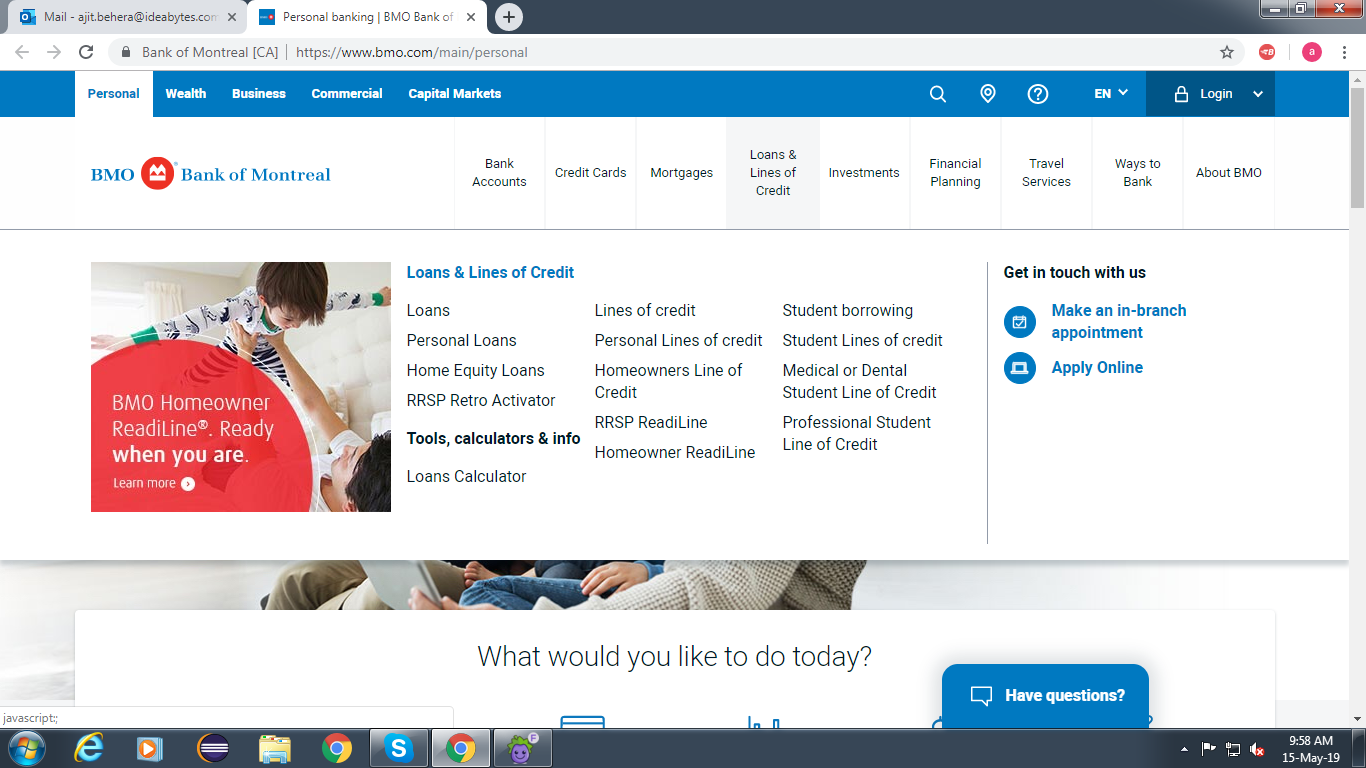 Mail - ajit.behera@ideabytes.com
Personal banking | BMO Bank of
Bank of Montreal [CA]
https://www.bmo.com/main/personal
a
Personal
Wealth
Business
Commercial
Capital Markets
EN
Login
BMO Bank of Montreal
Bank
Accounts
Credit Cards
Mortgages
Loans &
Lines of
Credit
Investments
Financial
Planning
Travel
Services
Ways to
Bank
About BMO
BMO Homeowner
ReadiLine®. Ready
when you are.
Learn more
Loans & Lines of Credit
Loans
Personal Loans
Home Equity Loans
RRSP Retro Activator
Tools, calculators & info
Loans Calculator
Lines of credit
Personal Lines of credit
Homeowners Line of
Credit
RRSP ReadiLine
Homeowner ReadiLine
Student borrowing
Student Lines of credit
Medical or Dental
Student Line of Credit
Professional Student
Line of Credit
Get in touch with us
Make an in-branch
appointment
Apply Online
What would you like to do today?
Have questions?
javascript:;
F
9:58 AM
15-May-19